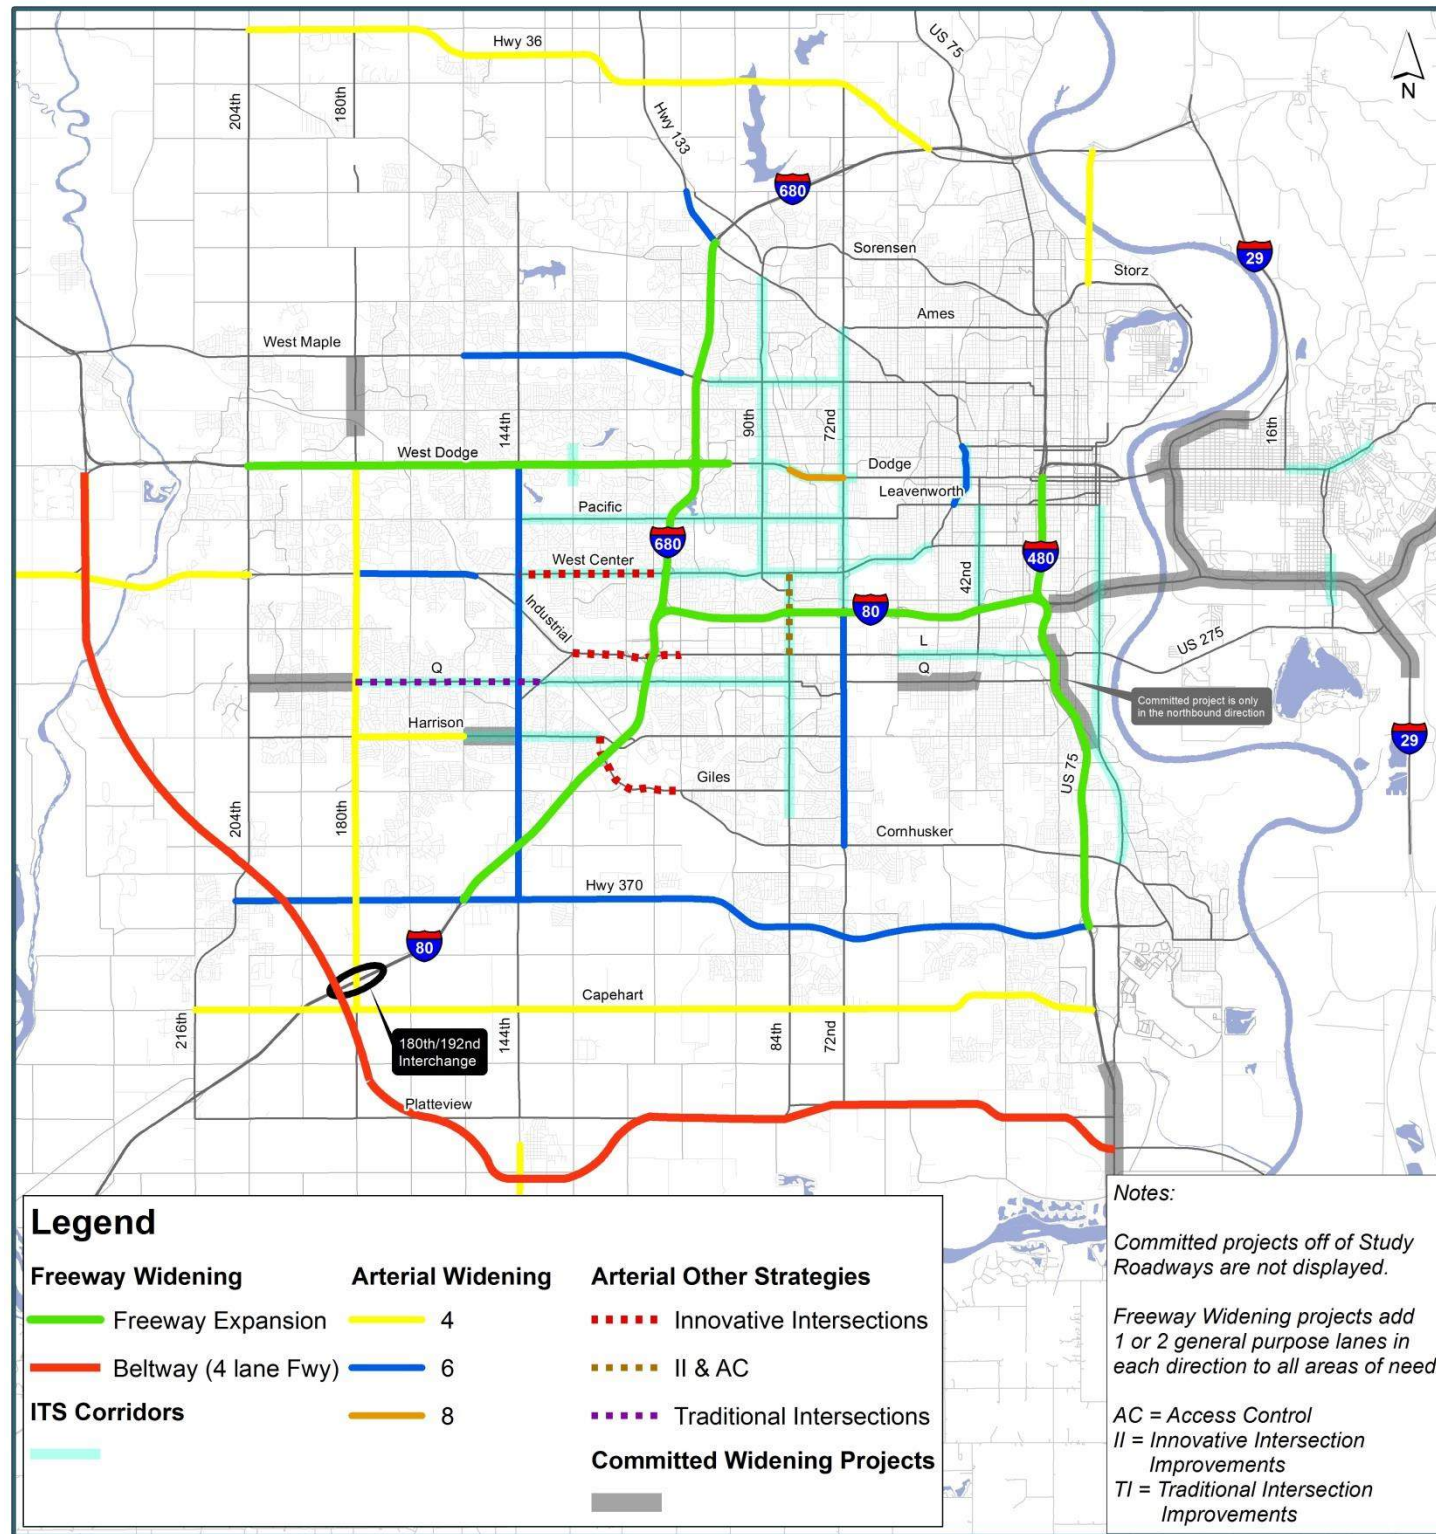 Hwy 36
US 75
N
204th
180th
Hwy 133
680
29
Sorensen
Storz
Ames
West Maple
144th
90th
72nd
16th
West Dodge
Dodge
Leavenworth
Pacific
680
West Center
480
42nd
80
Industrial
L
US 275
Q
Q
Committed project is only
in the northbound direction
Harrison
29
US 75
Giles
204th
180th
Cornhusker
Hwy 370
80
Capehart
216th
144th
84th
72nd
180th/192nd
Interchange
Platteview
Legend
Freeway Widening
Freeway Expansion
Beltway (4 lane Fwy)
ITS Corridors
Arterial Widening
4
6
8
Arterial Other Strategies
Innovative Intersections
II & AC
Traditional Intersections
Committed Widening Projects
Notes:
Committed projects off of Study
Roadways are not displayed.
Freeway Widening projects add
1 or 2 general purpose lanes in
each direction to all areas of need
AC = Access Control
II = Innovative Intersection
Improvements
TI = Traditional Intersection
Improvements